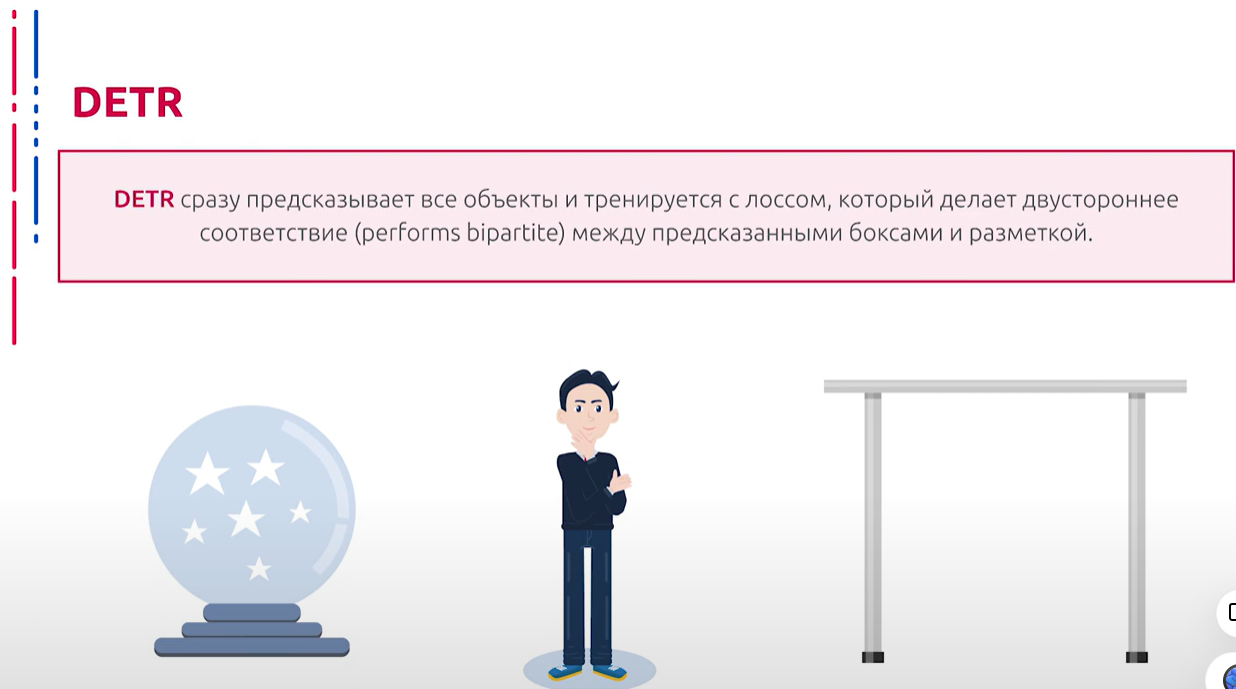 DETR
DETR сразу предсказывает все объекты и тренируется с лоссом, который делает двустороннее
соответствие (performs bipartite) между предсказанными боксами и разметкой.